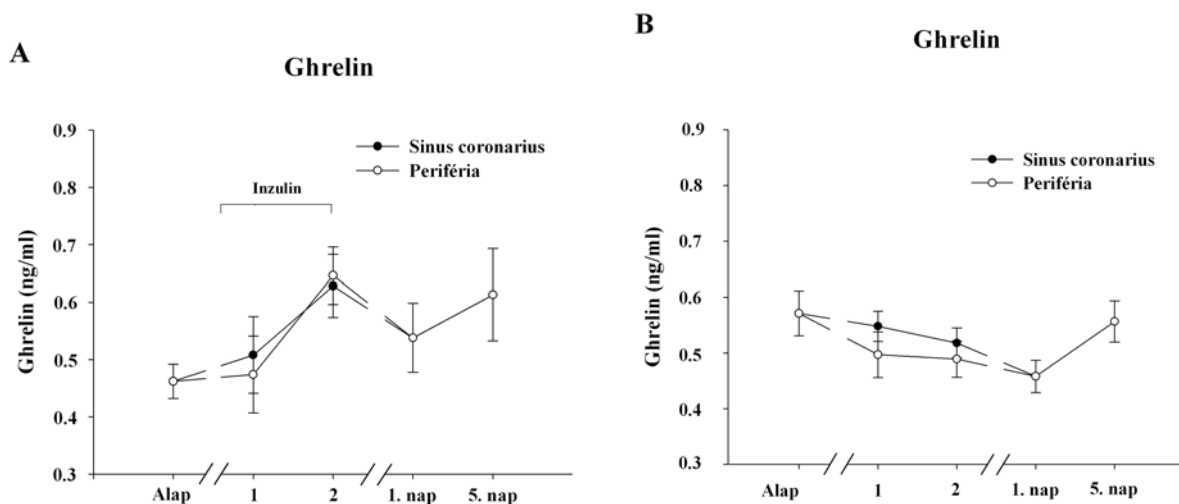 A
Ghrelin
Sinus coronarius
Periféria
Inzulin
Ghrelin (ng/ml)
0.9
0.8
0.7
0.6
0.5
0.4
0.3
Alap 1 2 1. nap 5. nap
B
Ghrelin
Sinus coronarius
Periféria
Ghrelin (ng/ml)
0.9
0.8
0.7
0.6
0.5
0.4
0.3
Alap 1 2 1. nap 5. nap